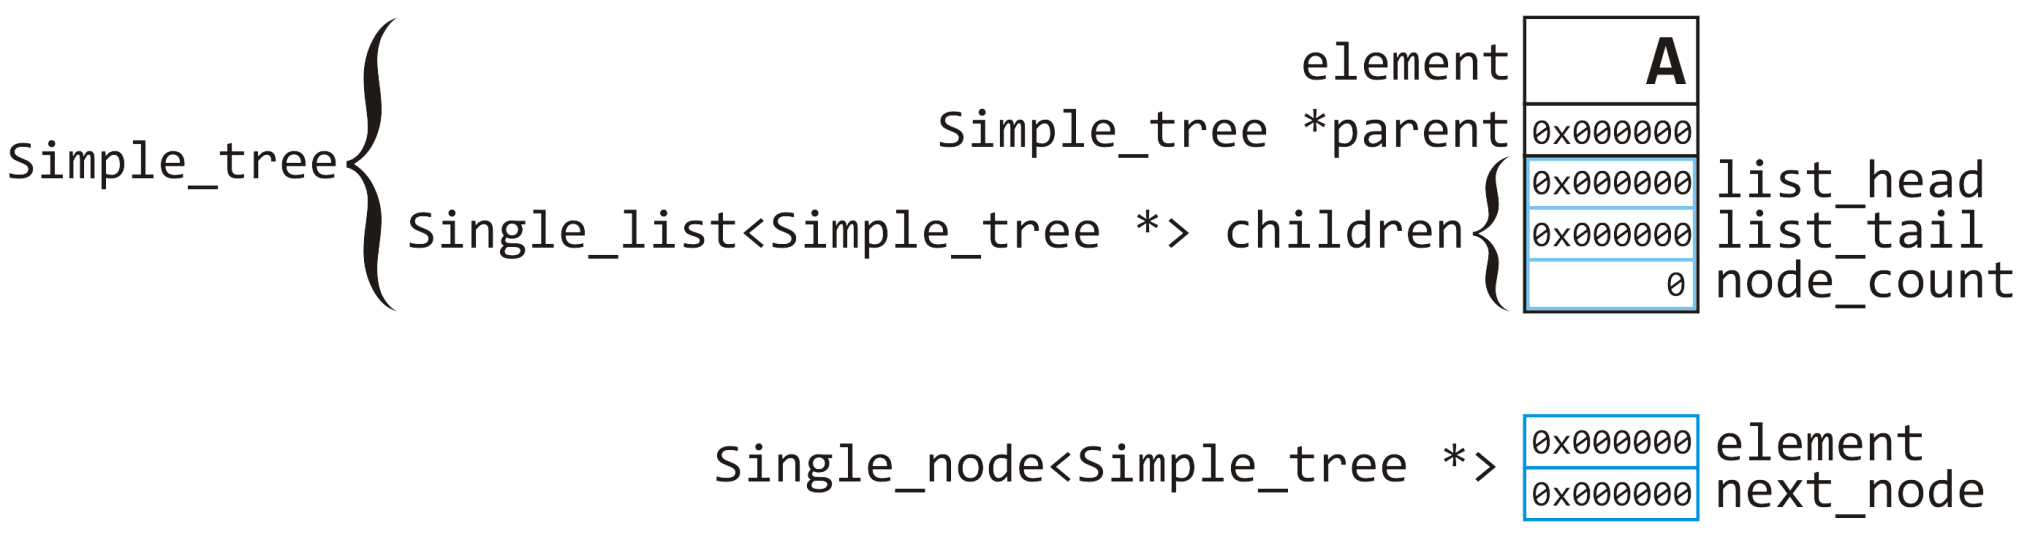 element A
Simple_tree *parent 0x000000
Simple_tree
0x000000 list_head
Single_list<Simple_tree *> children 0x000000 list_tail
0 node_count
0x000000 element
Single_node<Simple_tree *>
0x000000 next_node